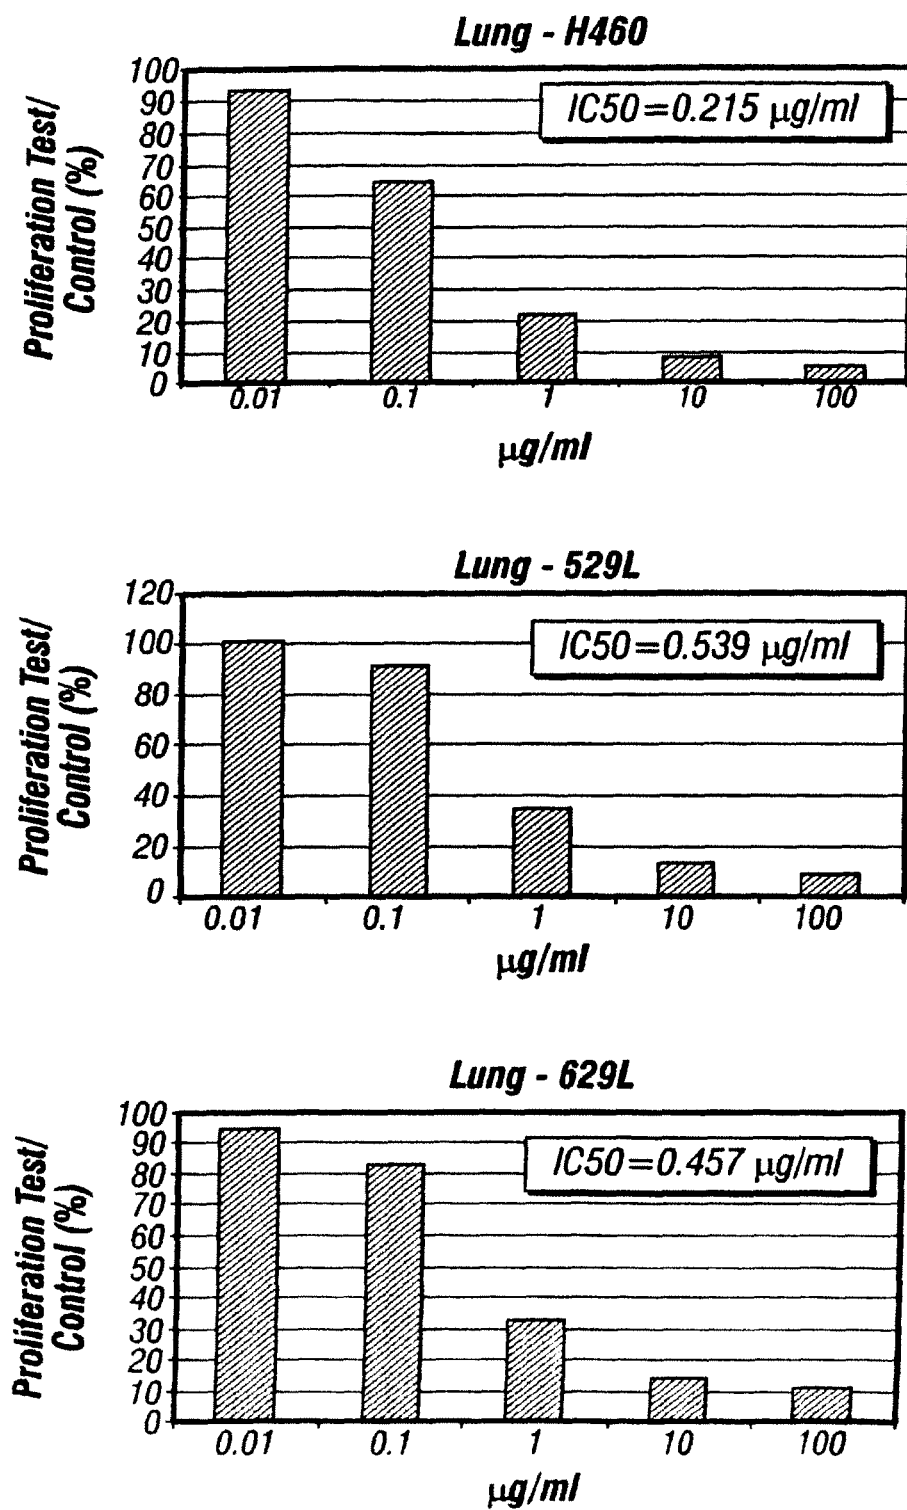 Lung - H460
Proliferation Test/
Control (%)
100
90
80
70
60
50
40
30
20
10
0
IC50=0.215 µg/ml
0.01 0.1 1 10 100
µg/ml
Lung - 529L
Proliferation Test/
Control (%)
120
100
80
60
40
20
0
IC50=0.539 µg/ml
0.01 0.1 1 10 100
µg/ml
Lung - 629L
Proliferation Test/
Control (%)
100
90
80
70
60
50
40
30
20
10
0
IC50=0.457 µg/ml
0.01 0.1 1 10 100
µg/ml